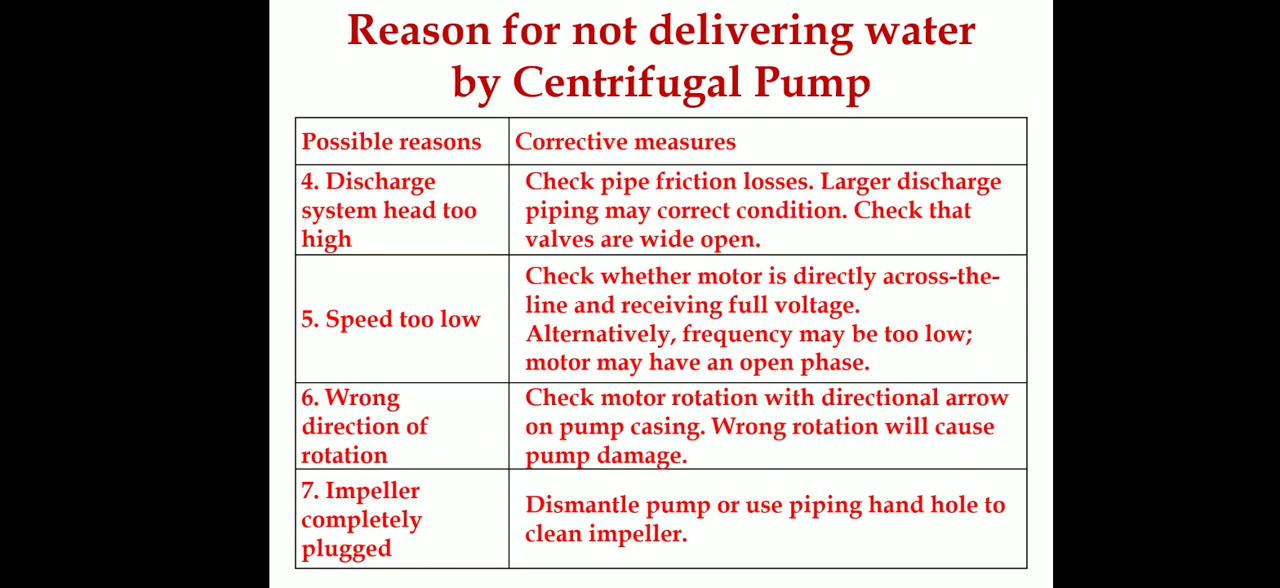 Reason for not delivering water
by Centrifugal Pump
Possible reasons
Corrective measures
4. Discharge
system head too
high
Check pipe friction losses. Larger discharge
piping may correct condition. Check that
valves are wide open.
5. Speed too low
Check whether motor is directly across-the-
line and receiving full voltage.
Alternatively, frequency may be too low;
motor may have an open phase.
6. Wrong
direction of
rotation
Check motor rotation with directional arrow
on pump casing. Wrong rotation will cause
pump damage.
7. Impeller
completely
plugged
Dismantle pump or use piping hand hole to
clean impeller.